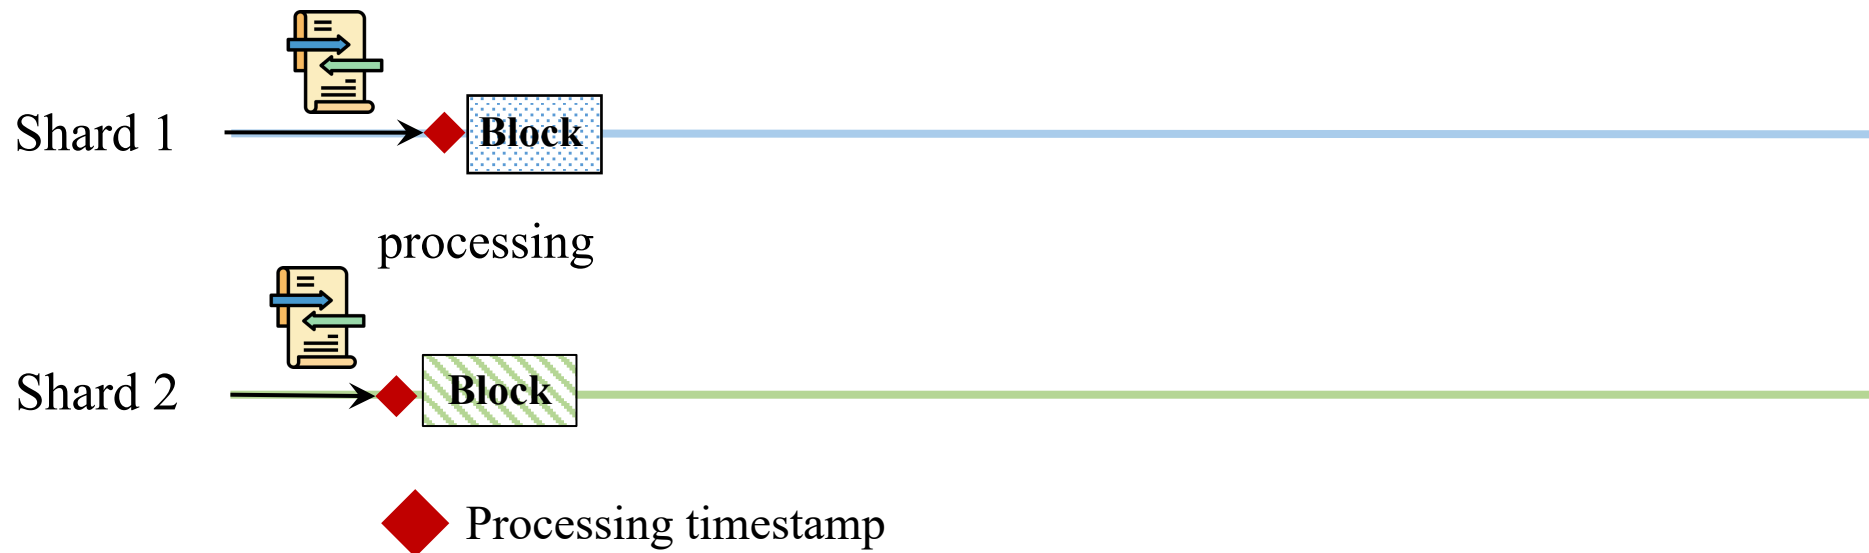 Shard 1
Block
processing
Shard 2
Block
Processing timestamp